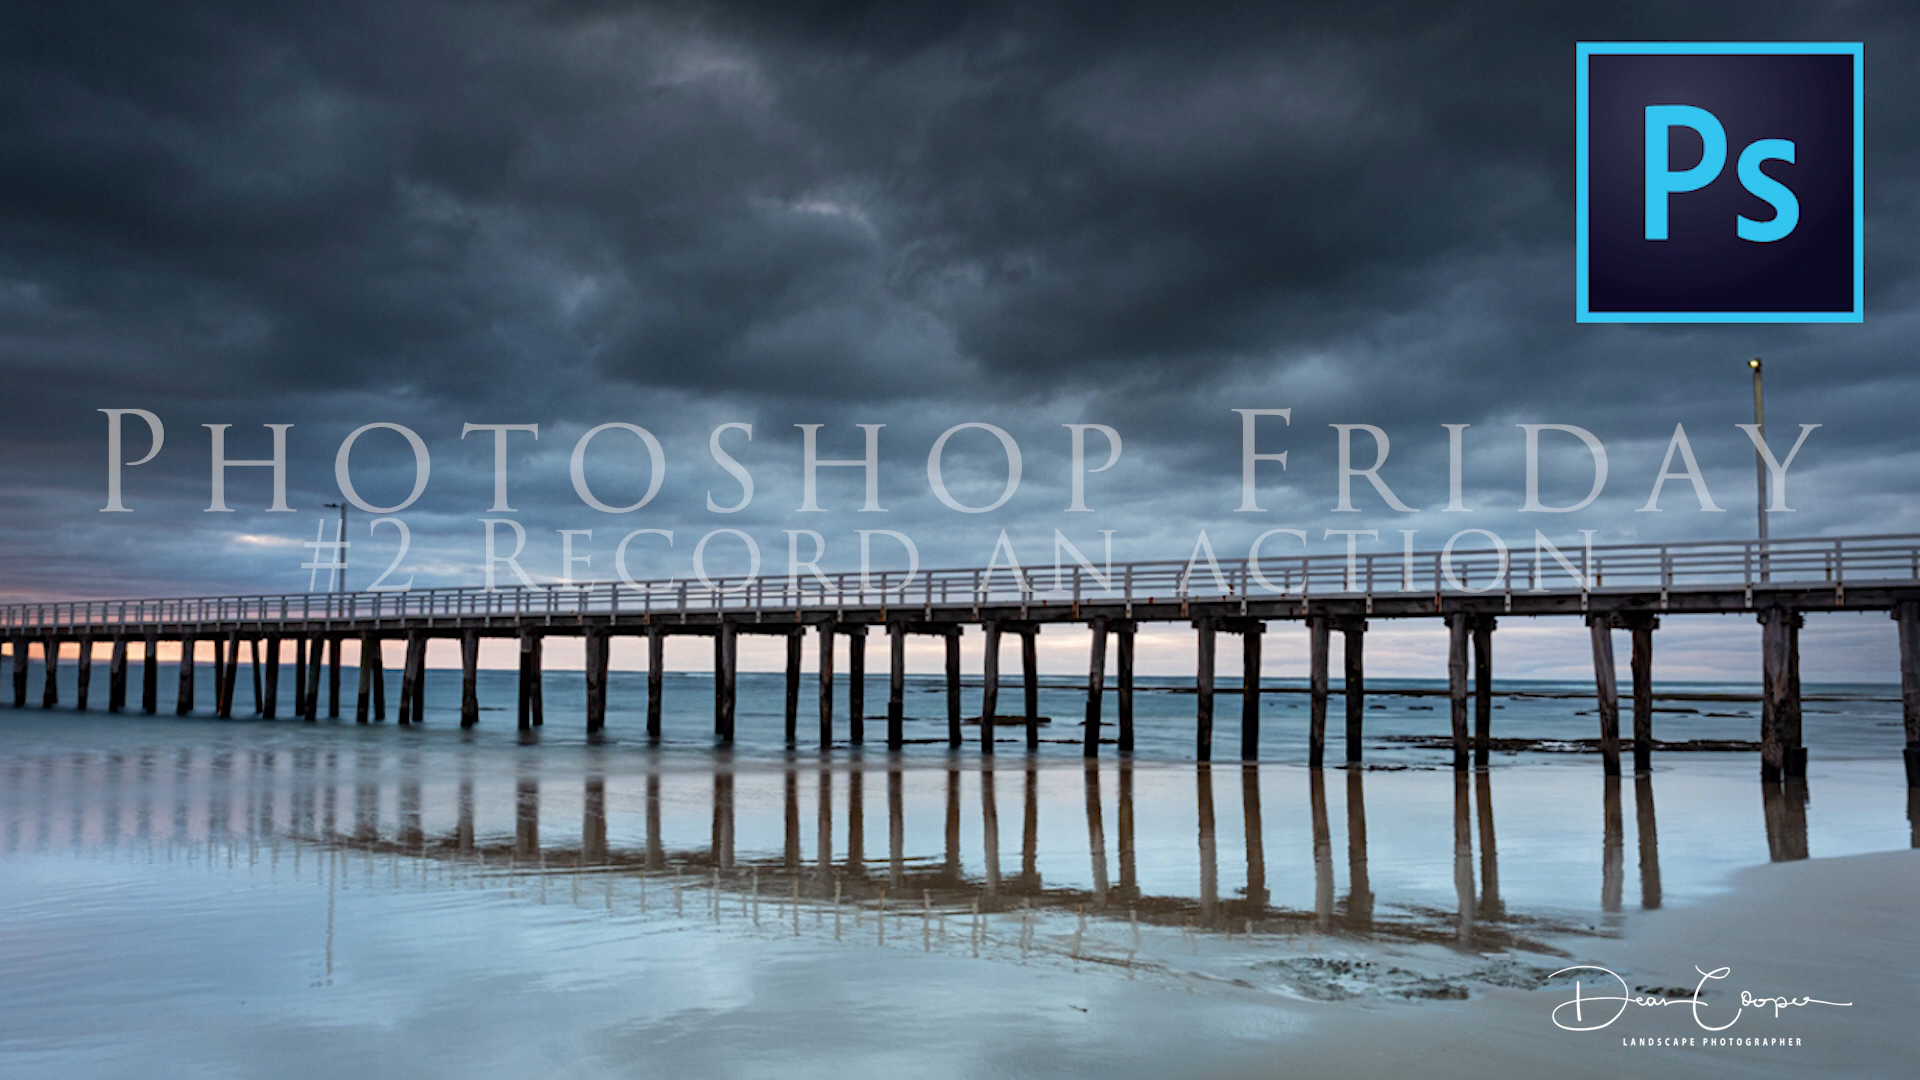 Ps
Photoshop Friday
#2 Record an action
Dean Cooper
LANDSCAPE PHOTOGRAPHER